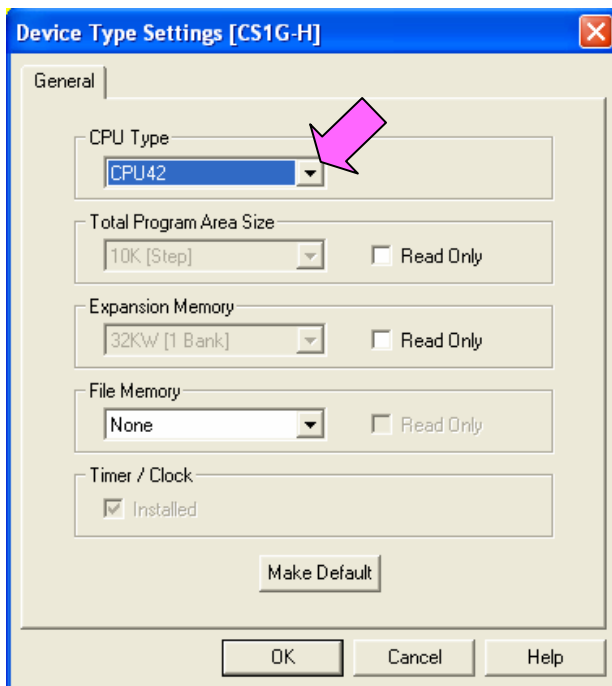 Device Type Settings [CS1G-H]
General
CPU Type
CPU42
Total Program Area Size
10K [Step]
Read Only
Expansion Memory
32KW [1 Bank]
Read Only
File Memory
None
Read Only
Timer / Clock
Installed
Make Default
OK
Cancel
Help